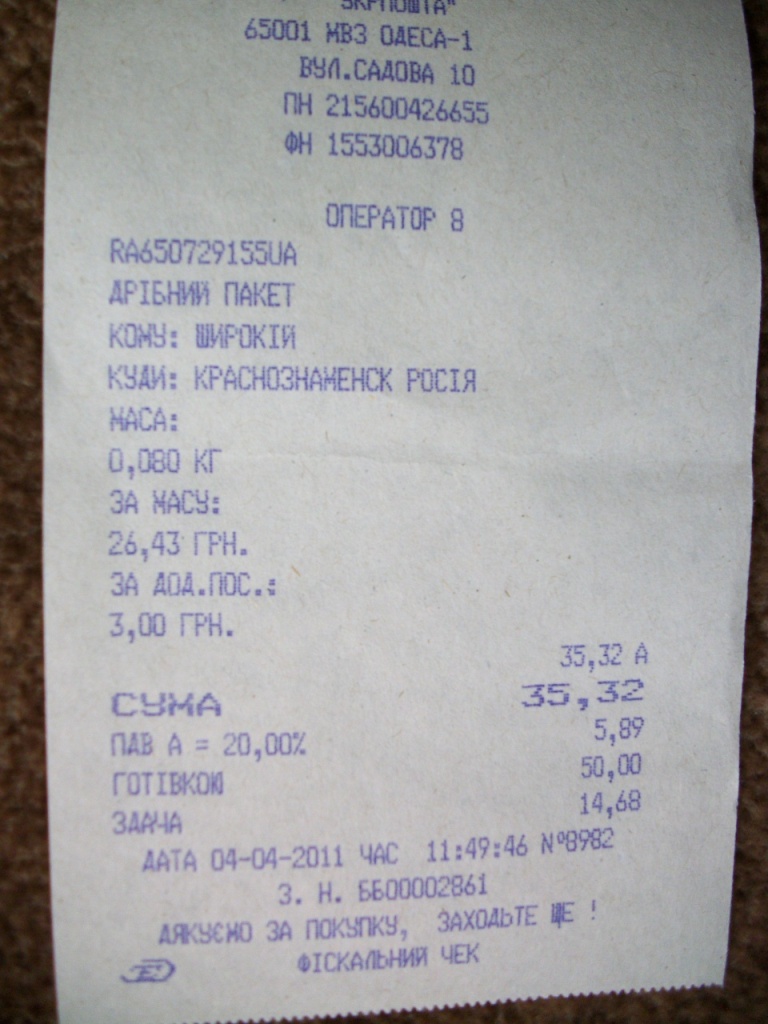 "УКРПОШТА"
65001 МВЗ ОДЕСА-1
ВУЛ.САДОВА 10
ПН 215600426655
ФН 1553006378
ОПЕРАТОР 8
RA650729155UA
ДРІБНИЙ ПАКЕТ
КОМУ: ШИРОКІЙ
КУДИ: КРАСНОЗНАМЕНСК РОСІЯ
МАСА:
0,080 КГ
ЗА МАСУ:
26,43 ГРН.
ЗА ДОД.ПОС.:
3,00 ГРН.
35,32 А
СУМА 35,32
ПДВ А = 20,00% 5,89
ГОТІВКОЮ 50,00
ЗДАЧА 14,68
ДАТА 04-04-2011 ЧАС 11:49:46 №8982
З. Н. ББ00002861
ДЯКУЄМО ЗА ПОКУПКУ, ЗАХОДЬТЕ ЩЕ !
ФІСКАЛЬНИЙ ЧЕК